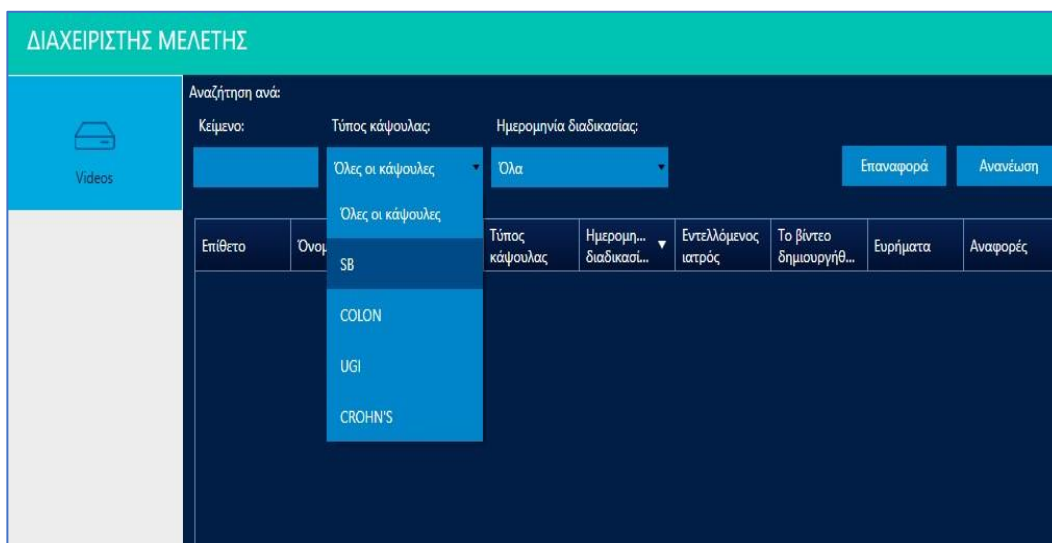 ΔΙΑΧΕΙΡΙΣΤΗΣ ΜΕΛΕΤΗΣ
Videos
Αναζήτηση ανά:
Κείμενο: Τύπος κάψουλας: Ημερομηνία διαδικασίας:
Όλες οι κάψουλες Όλα Επαναφορά Ανανέωση
Όλες οι κάψουλες
SB
COLON
UGI
CROHN'S
Επίθετο Όνομ Τύπος κάψουλας Ημερομη... διαδικασί... Εντελλόμενος ιατρός Το βίντεο δημιουργήθ... Ευρήματα Αναφορές